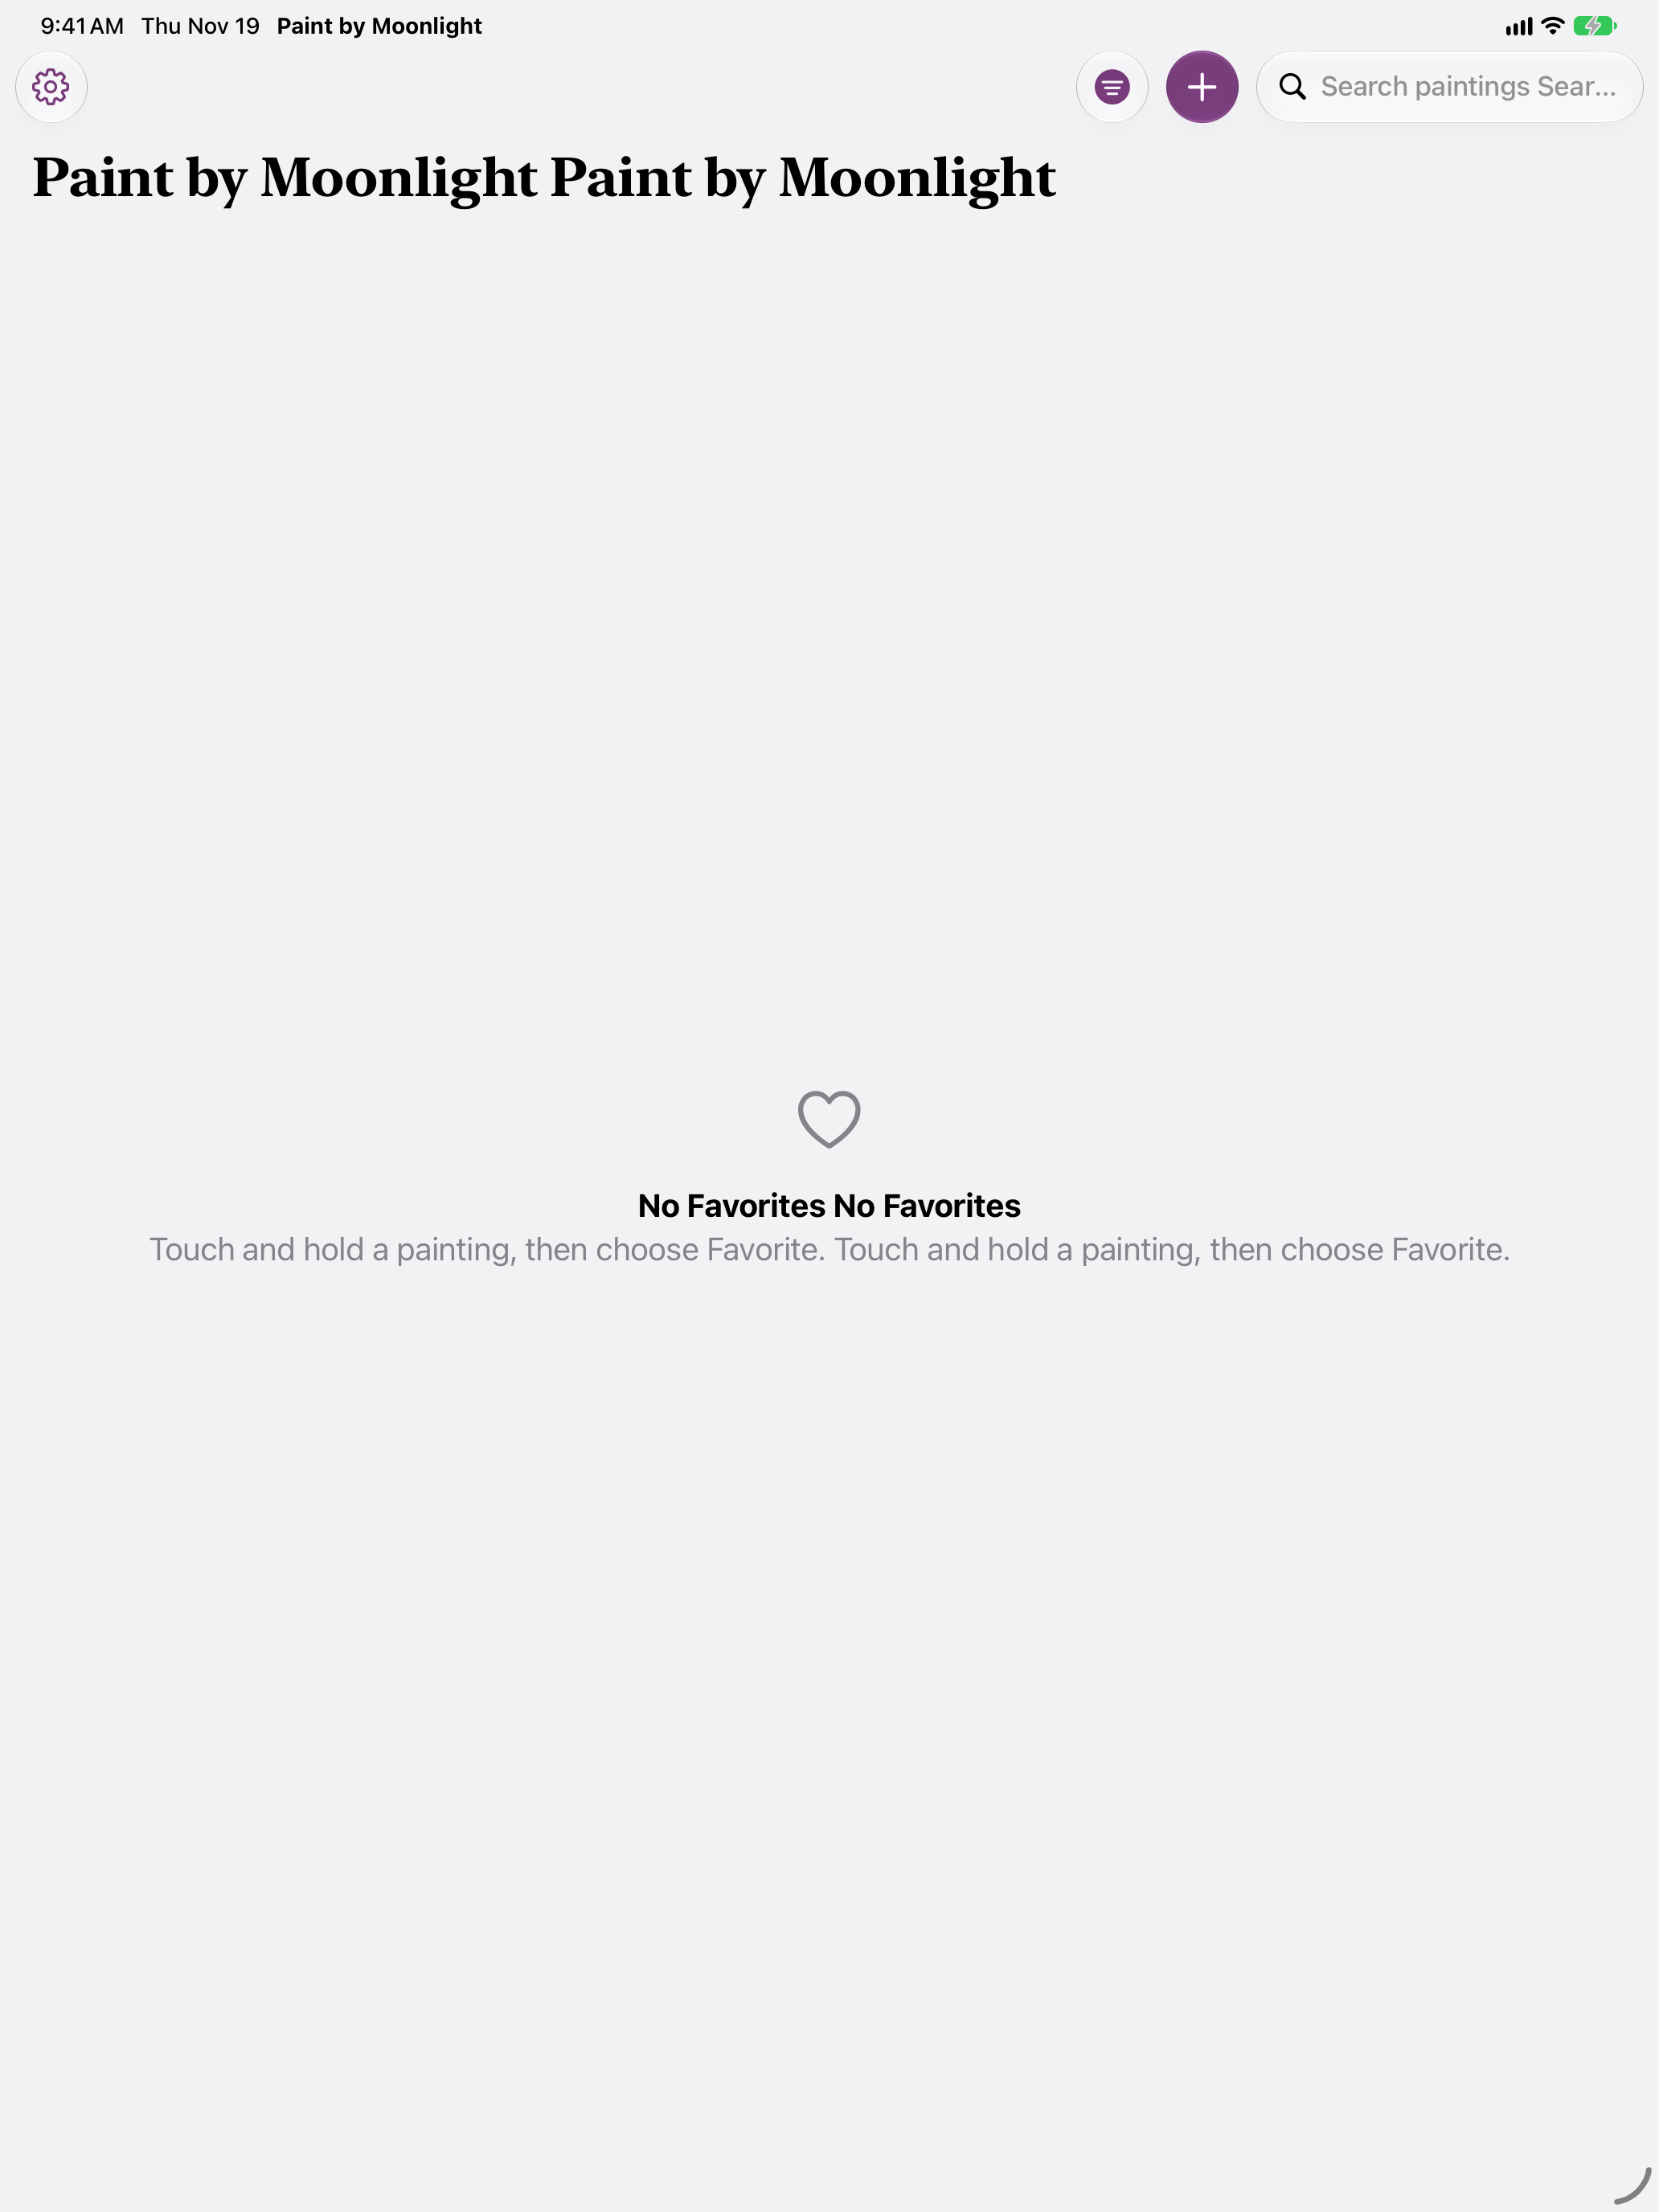 9:41 AM Thu Nov 19 Paint by Moonlight
Search paintings Sear...
Paint by Moonlight Paint by Moonlight
No Favorites No Favorites
Touch and hold a painting, then choose Favorite. Touch and hold a painting, then choose Favorite.